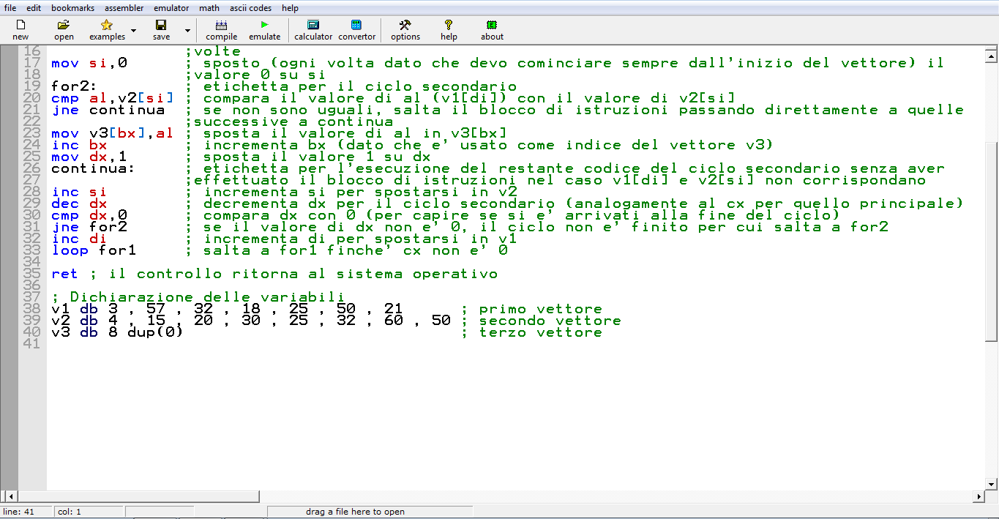 file edit bookmarks assembler emulator math ascii codes help
new open examples save compile emulate calculator convertor options help about
16 ;volte
17 mov si,0 ; sposto (ogni volta dato che devo cominciare sempre dall'inizio del vettore) il
18 ;valore 0 su si
19 for2: ; etichetta per il ciclo secondario
20 cmp al,v2[si] ; compara il valore di al (v1[di]) con il valore di v2[si]
21 jne continua ; se non sono uguali, salta il blocco di istruzioni passando direttamente a quelle
22 ;successive a continua
23 mov v3[bx],al ; sposta il valore di al in v3[bx]
24 inc bx ; incrementa bx (dato che e' usato come indice del vettore v3)
25 mov dx,1 ; sposta il valore 1 su dx
26 continua: ; etichetta per l'esecuzione del restante codice del ciclo secondario senza aver
27 ;effettuato il blocco di istruzioni nel caso v1[di] e v2[si] non corrispondano
28 inc si ; incrementa si per spostarsi in v2
29 dec dx ; decrementa dx per il ciclo secondario (analogamente al cx per quello principale)
30 cmp dx,0 ; compara dx con 0 (per capire se si e' arrivati alla fine del ciclo)
31 jne for2 ; se il valore di dx non e' 0, il ciclo non e' finito per cui salta a for2
32 inc di ; incrementa di per spostarsi in v1
33 loop for1 ; salta a for1 finche' cx non e' 0
34
35 ret ; il controllo ritorna al sistema operativo
36
37 ; Dichiarazione delle variabili
38 v1 db 3 , 57 , 32 , 18 , 25 , 50 , 21 ; primo vettore
39 v2 db 4 , 15 , 20 , 30 , 25 , 32 , 60 , 50 ; secondo vettore
40 v3 db 8 dup(0) ; terzo vettore
41
line: 41 col: 1 drag a file here to open